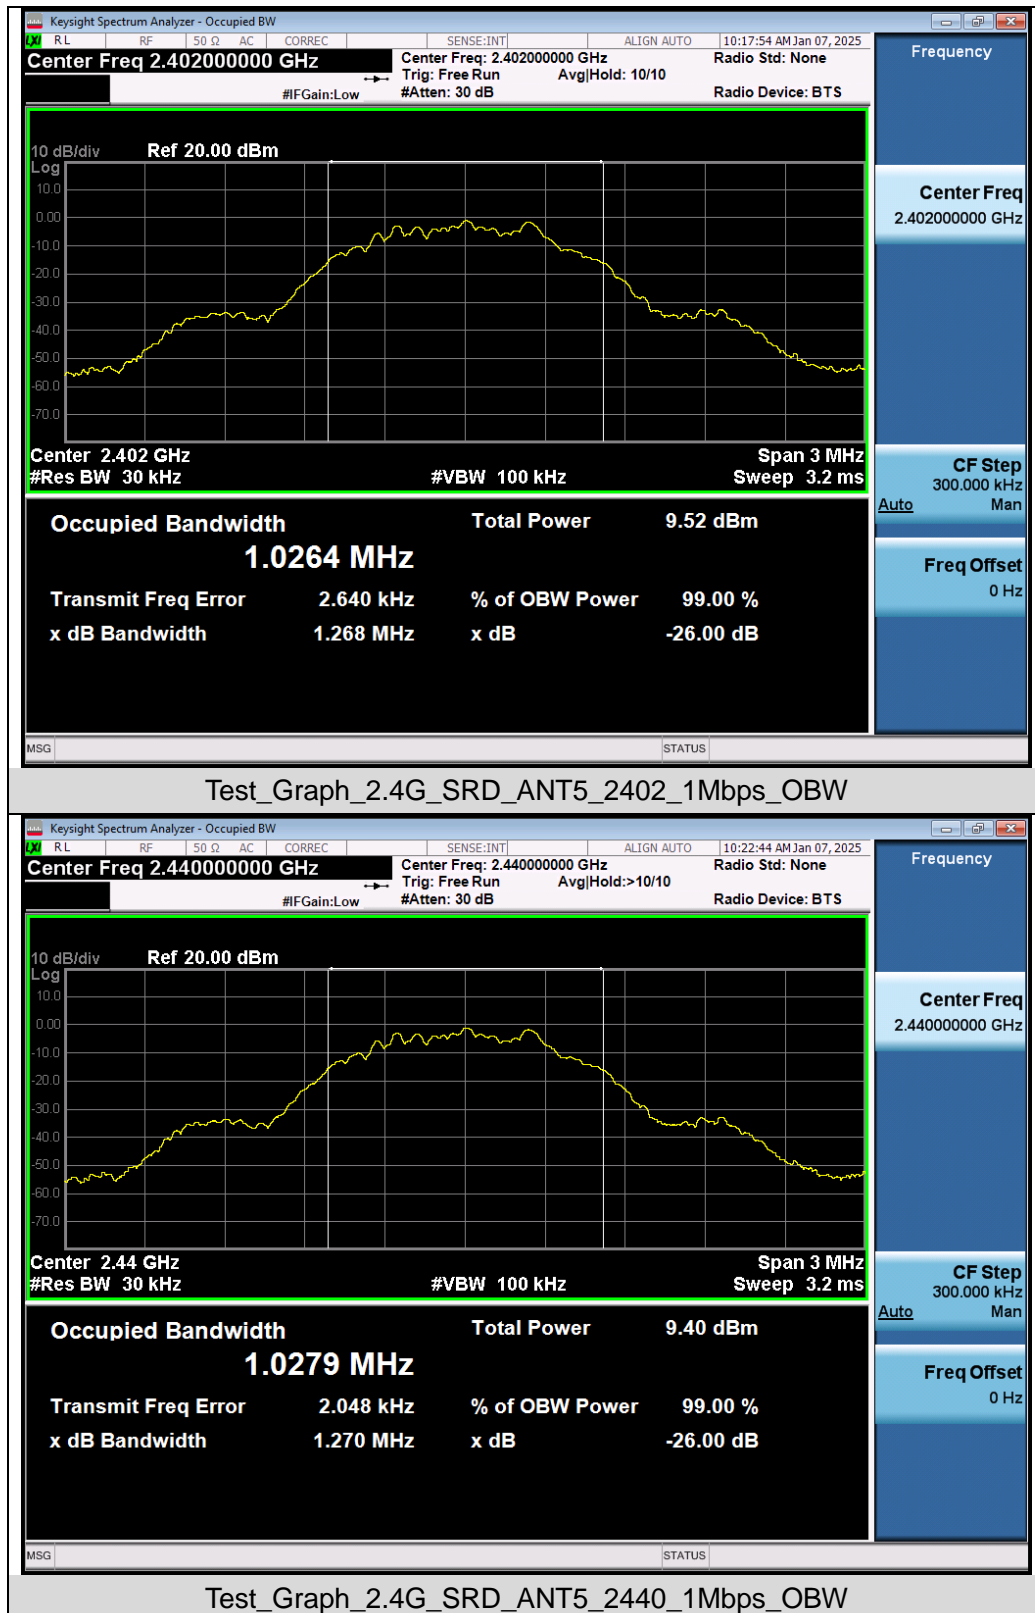 Keysight Spectrum Analyzer - Occupied BW
LXI RL RF 50 Ω AC CORREC SENSE:INT ALIGN AUTO 10:17:54 AM Jan 07, 2025
Center Freq 2.402000000 GHz
Center Freq: 2.402000000 GHz
Radio Std: None
Trig: Free Run Avg|Hold: 10/10
#IFGain:Low
#Atten: 30 dB
Radio Device: BTS
Frequency
10 dB/div Ref 20.00 dBm
Log
10.0
0.00
-10.0
-20.0
-30.0
-40.0
-50.0
-60.0
-70.0
Center 2.402 GHz Span 3 MHz
#Res BW 30 kHz #VBW 100 kHz Sweep 3.2 ms
Center Freq
2.402000000 GHz
CF Step
300.000 kHz
Auto Man
Freq Offset
0 Hz
Occupied Bandwidth Total Power 9.52 dBm
1.0264 MHz
Transmit Freq Error 2.640 kHz % of OBW Power 99.00 %
x dB Bandwidth 1.268 MHz x dB -26.00 dB
MSG STATUS
Test_Graph_2.4G_SRD_ANT5_2402_1Mbps_OBW
Keysight Spectrum Analyzer - Occupied BW
LXI RL RF 50 Ω AC CORREC SENSE:INT ALIGN AUTO 10:22:44 AM Jan 07, 2025
Center Freq 2.440000000 GHz
Center Freq: 2.440000000 GHz
Radio Std: None
Trig: Free Run Avg|Hold:>10/10
#IFGain:Low
#Atten: 30 dB
Radio Device: BTS
Frequency
10 dB/div Ref 20.00 dBm
Log
10.0
0.00
-10.0
-20.0
-30.0
-40.0
-50.0
-60.0
-70.0
Center 2.44 GHz Span 3 MHz
#Res BW 30 kHz #VBW 100 kHz Sweep 3.2 ms
Center Freq
2.440000000 GHz
CF Step
300.000 kHz
Auto Man
Freq Offset
0 Hz
Occupied Bandwidth Total Power 9.40 dBm
1.0279 MHz
Transmit Freq Error 2.048 kHz % of OBW Power 99.00 %
x dB Bandwidth 1.270 MHz x dB -26.00 dB
MSG STATUS
Test_Graph_2.4G_SRD_ANT5_2440_1Mbps_OBW